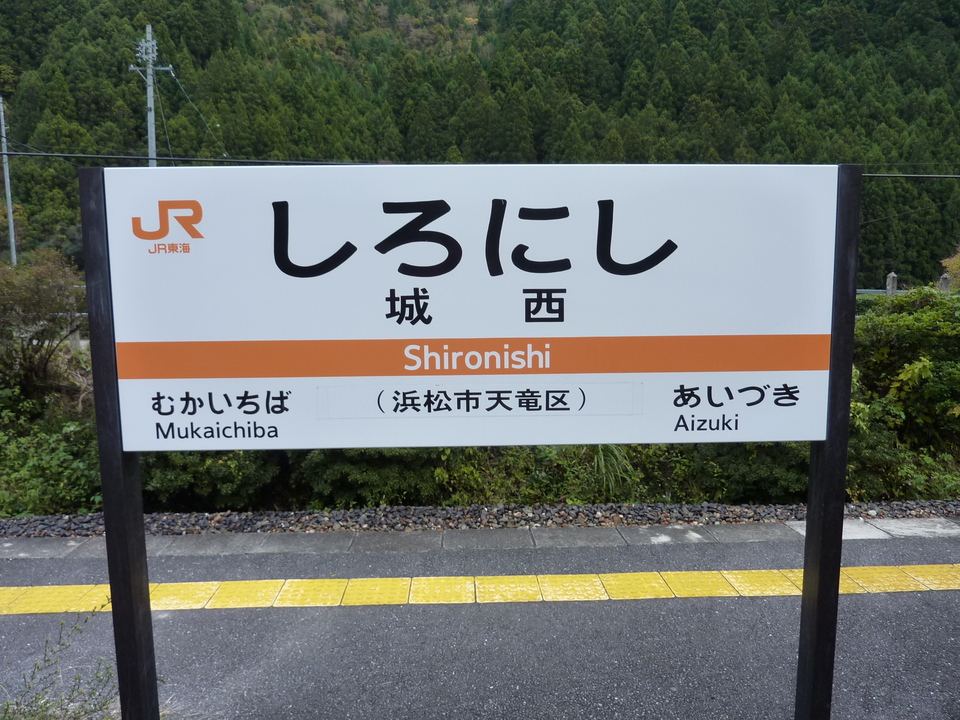 JR
JR東海
しろにし
城西
Shironishi
むかいちば
Mukaichiba
（浜松市天竜区）
あいづき
Aizuki